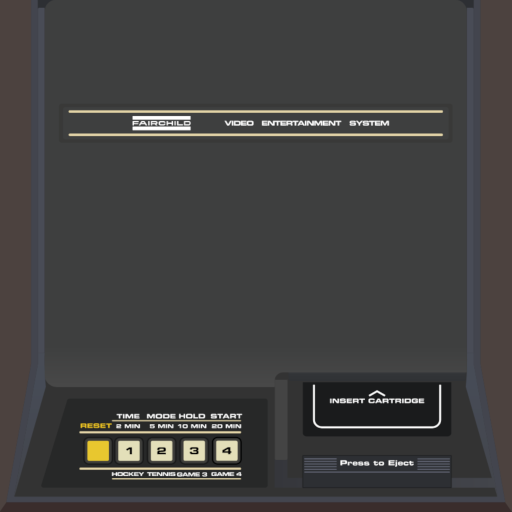 FAIRCHILD VIDEO ENTERTAINMENT SYSTEM
INSERT CARTRIDGE
TIME MODE HOLD START
RESET 2 MIN 5 MIN 10 MIN 20 MIN
1 2 3 4
HOCKEY TENNIS GAME 3 GAME 4
Press to Eject